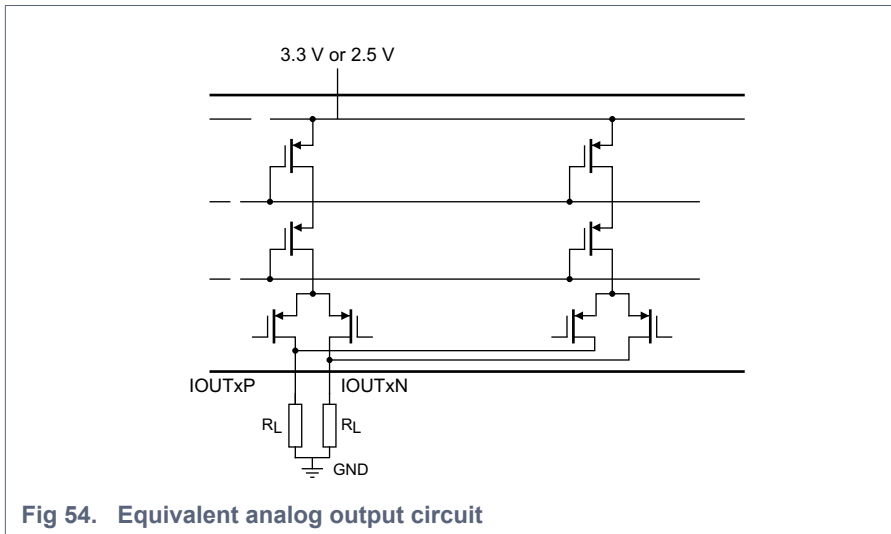 3.3 V or 2.5 V
IOUTxP
IOUTxN
RL
RL
GND
Fig 54. Equivalent analog output circuit